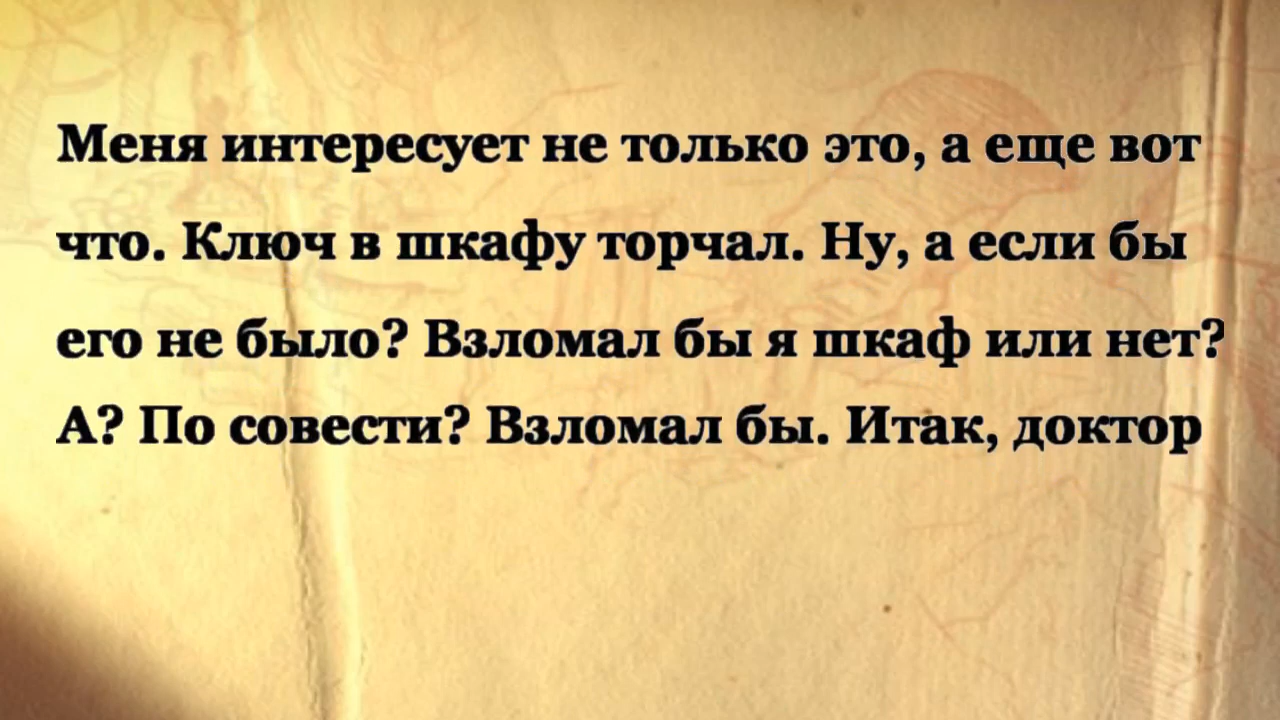 Меня интересует не только это, а еще вот
что. Ключ в шкафу торчал. Ну, а если бы
его не было? Взломал бы я шкаф или нет?
А? По совести? Взломал бы. Итак, доктор